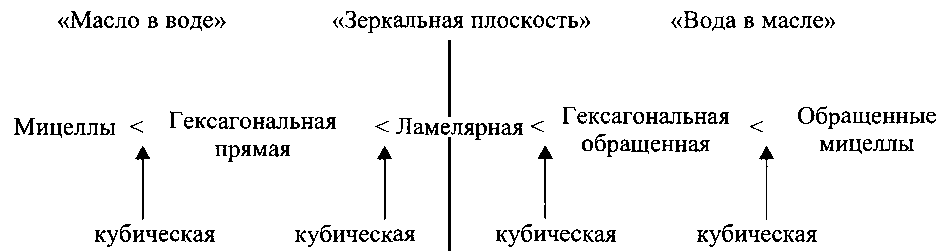 «Масло в воде» «Зеркальная плоскость» «Вода в масле»
Мицеллы < Гексагональная прямая < Ламелярная < Гексагональная обращенная < Обращенные мицеллы
кубическая кубическая кубическая кубическая